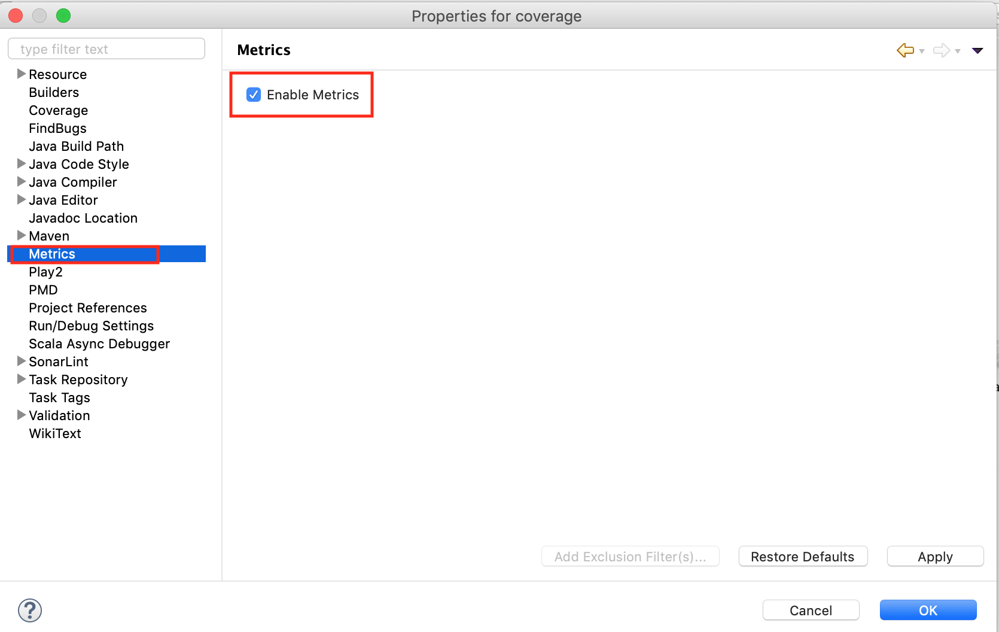 Properties for coverage
type filter text
Resource
Builders
Coverage
FindBugs
Java Build Path
Java Code Style
Java Compiler
Java Editor
Javadoc Location
Maven
Metrics
Play2
PMD
Project References
Run/Debug Settings
Scala Async Debugger
SonarLint
Task Repository
Task Tags
Validation
WikiText
Metrics
Enable Metrics
Add Exclusion Filter(s)...
Restore Defaults
Apply
?
Cancel
OK